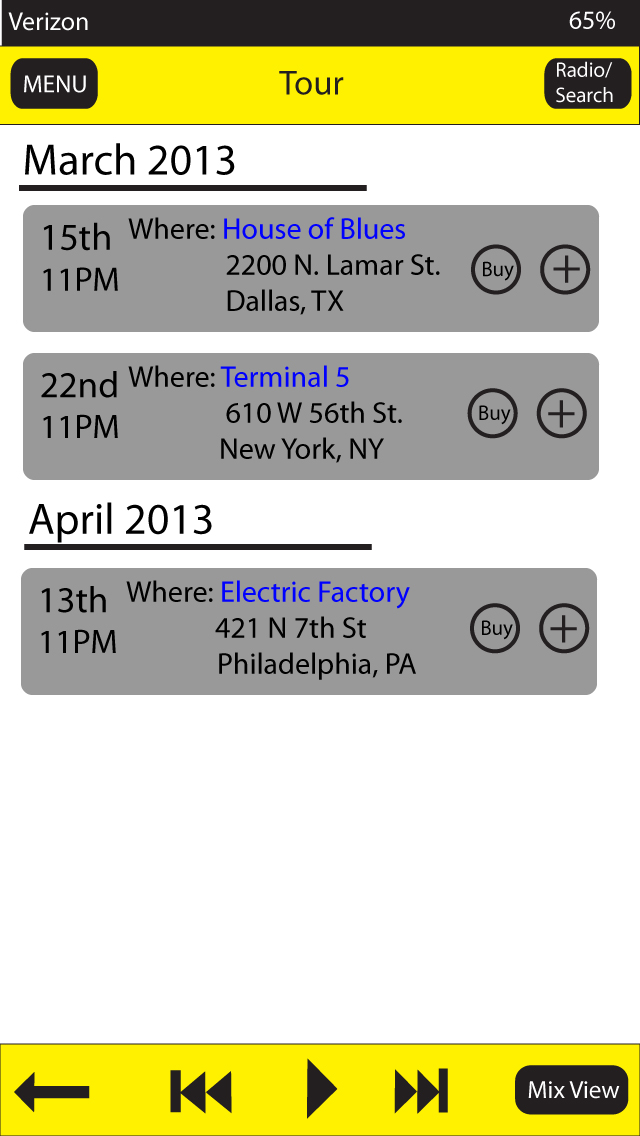 Verizon 65%
MENU Tour Radio/
Search
March 2013
15th Where: House of Blues
11PM 2200 N. Lamar St. Buy
Dallas, TX
22nd Where: Terminal 5
11PM 610 W 56th St. Buy
New York, NY
April 2013
13th Where: Electric Factory
11PM 421 N 7th St Buy
Philadelphia, PA
Mix View